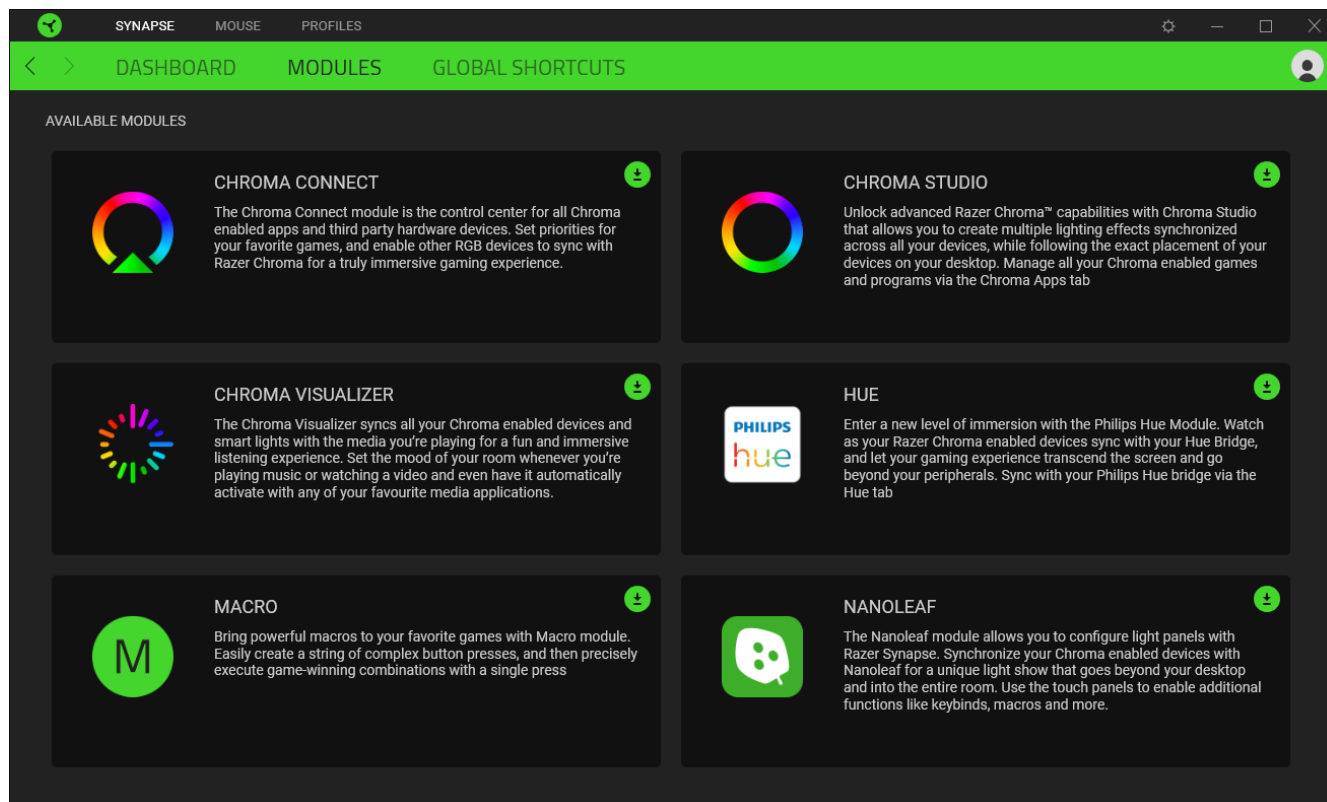 SYNAPSE MOUSE PROFILES
DASHBOARD MODULES GLOBAL SHORTCUTS
AVAILABLE MODULES
CHROMA CONNECT
The Chroma Connect module is the control center for all Chroma
enabled apps and third party hardware devices. Set priorities for
your favorite games, and enable other RGB devices to sync with
Razer Chroma for a truly immersive gaming experience.
CHROMA STUDIO
Unlock advanced Razer Chroma™ capabilities with Chroma Studio
that allows you to create multiple lighting effects synchronized
across all your devices, while following the exact placement of your
devices on your desktop. Manage all your Chroma enabled games
and programs via the Chroma Apps tab
CHROMA VISUALIZER
The Chroma Visualizer syncs all your Chroma enabled devices and
smart lights with the media you're playing for a fun and immersive
listening experience. Set the mood of your room whenever you're
playing music or watching a video and even have it automatically
activate with any of your favourite media applications.
PHILIPS
hue
HUE
Enter a new level of immersion with the Philips Hue Module. Watch
as your Razer Chroma enabled devices sync with your Hue Bridge,
and let your gaming experience transcend the screen and go
beyond your peripherals. Sync with your Philips Hue bridge via the
Hue tab
M
MACRO
Bring powerful macros to your favorite games with Macro module.
Easily create a string of complex button presses, and then precisely
execute game-winning combinations with a single press
NANOLEAF
The Nanoleaf module allows you to configure light panels with
Razer Synapse. Synchronize your Chroma enabled devices with
Nanoleaf for a unique light show that goes beyond your desktop
and into the entire room. Use the touch panels to enable additional
functions like keybinds, macros and more.